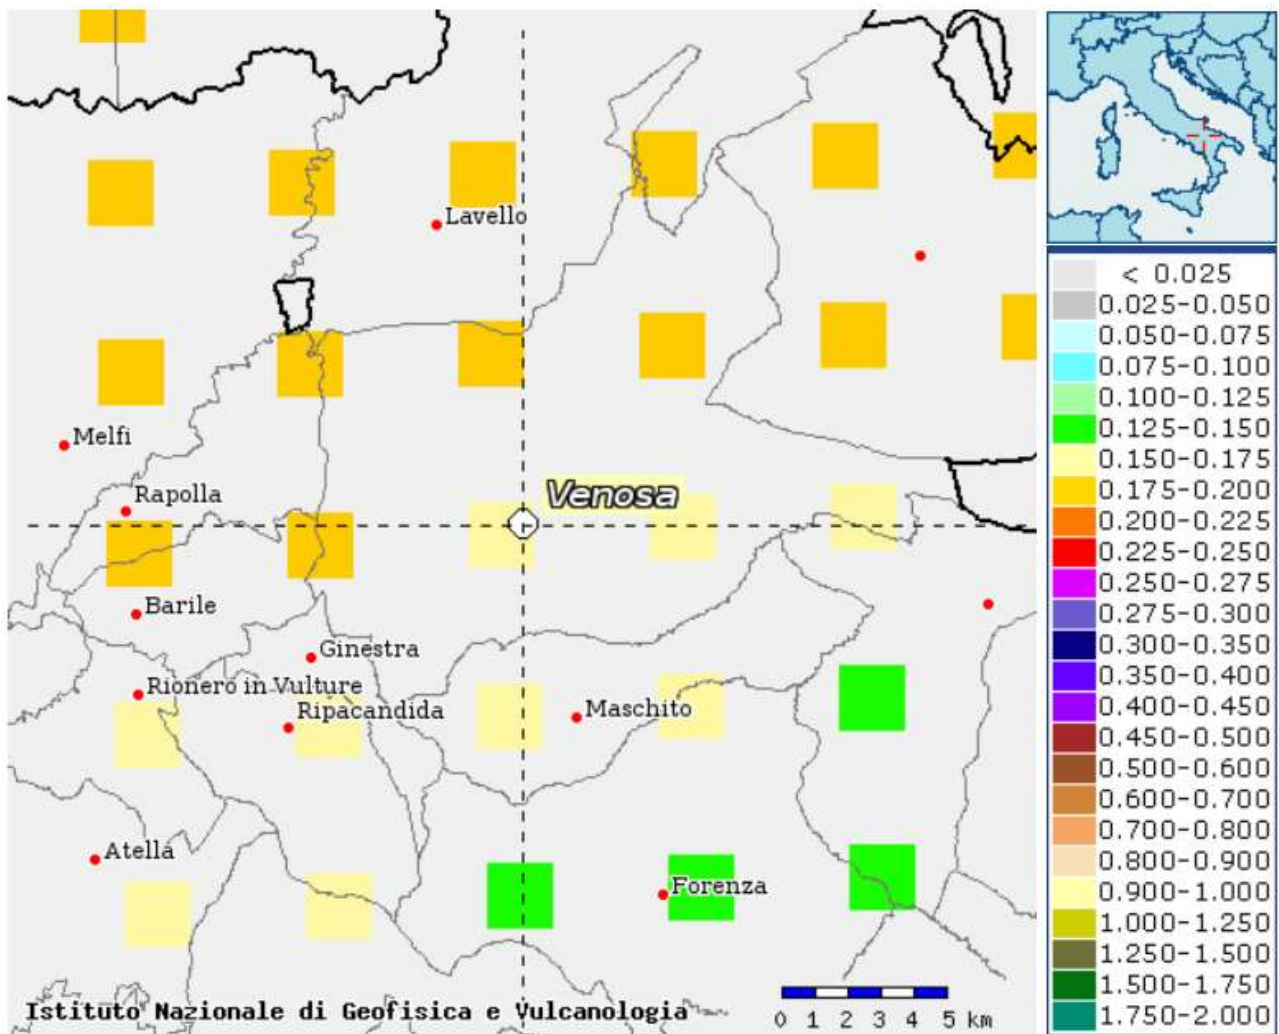 Lavello
Melfi
Rapolla
Venosa
Barile
Ginestra
Rionero in Vulture
Ripacandida
Maschito
Atella
Forenza
Istituto Nazionale di Geofisica e Vulcanologia
0 1 2 3 4 5 km
< 0.025
0.025-0.050
0.050-0.075
0.075-0.100
0.100-0.125
0.125-0.150
0.150-0.175
0.175-0.200
0.200-0.225
0.225-0.250
0.250-0.275
0.275-0.300
0.300-0.350
0.350-0.400
0.400-0.450
0.450-0.500
0.500-0.600
0.600-0.700
0.700-0.800
0.800-0.900
0.900-1.000
1.000-1.250
1.250-1.500
1.500-1.750
1.750-2.000